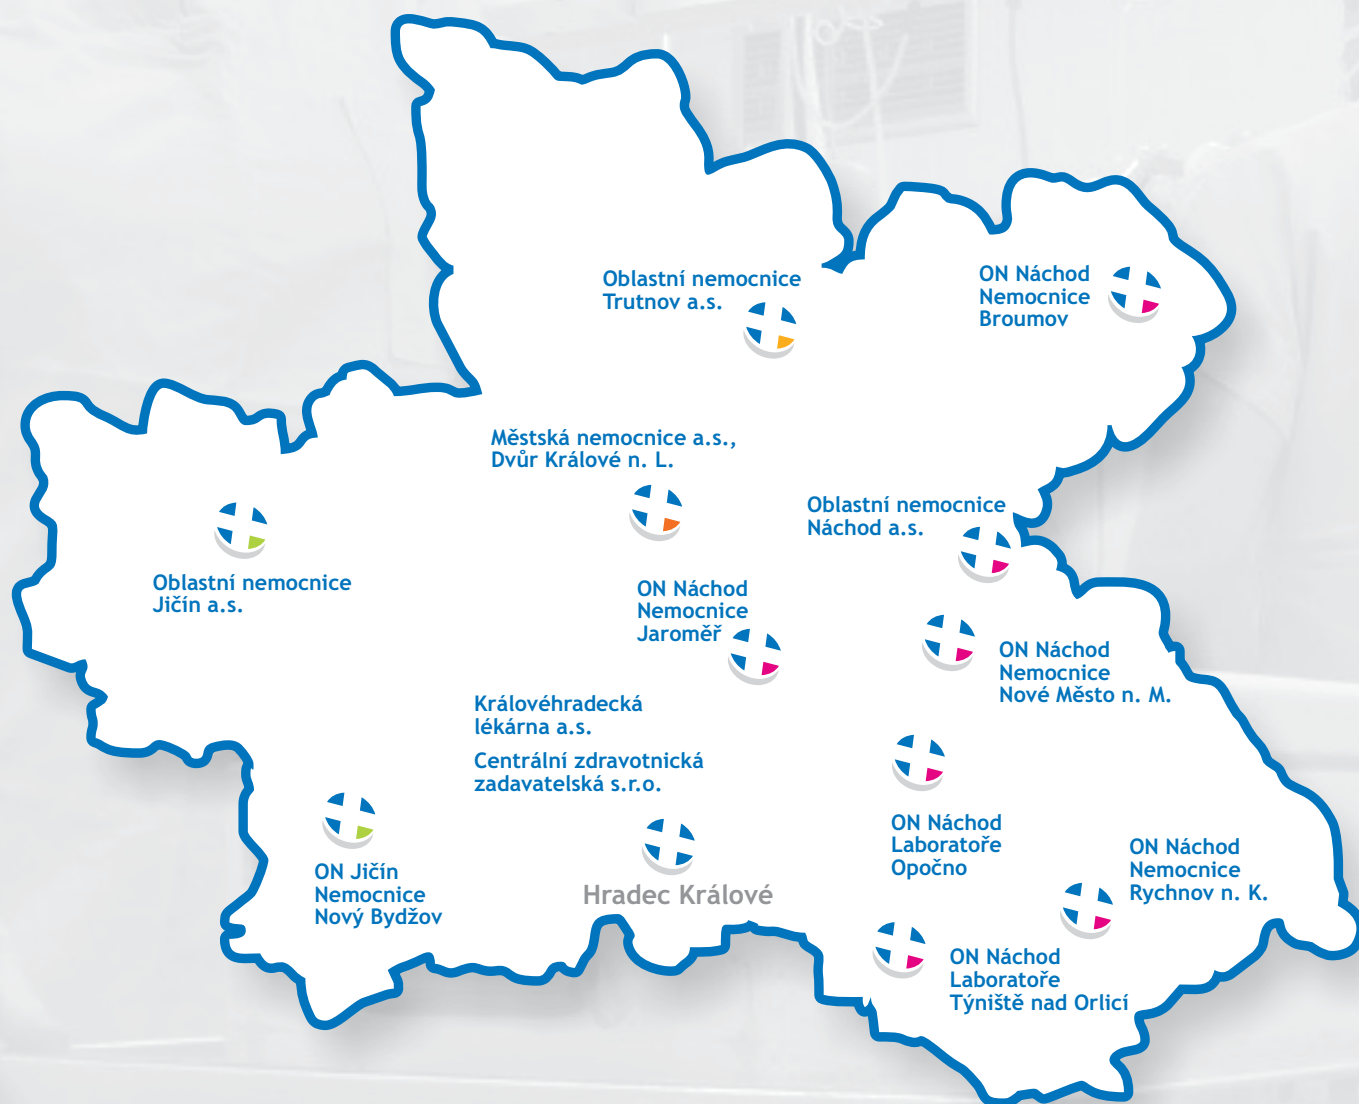 Oblastní nemocnice
Trutnov a.s.
ON Náchod
Nemocnice
Broumov
Městská nemocnice a.s.,
Dvůr Králové n. L.
Oblastní nemocnice
Náchod a.s.
Oblastní nemocnice
Jičín a.s.
ON Náchod
Nemocnice
Jaroměř
ON Náchod
Nemocnice
Nové Město n. M.
Královéhradecká
lékárna a.s.
Centrální zdravotnická
zadavatelská s.r.o.
Hradec Králové
ON Jičín
Nemocnice
Nový Bydžov
ON Náchod
Laboratoře
Opočno
ON Náchod
Nemocnice
Rychnov n. K.
ON Náchod
Laboratoře
Týniště nad Orlicí